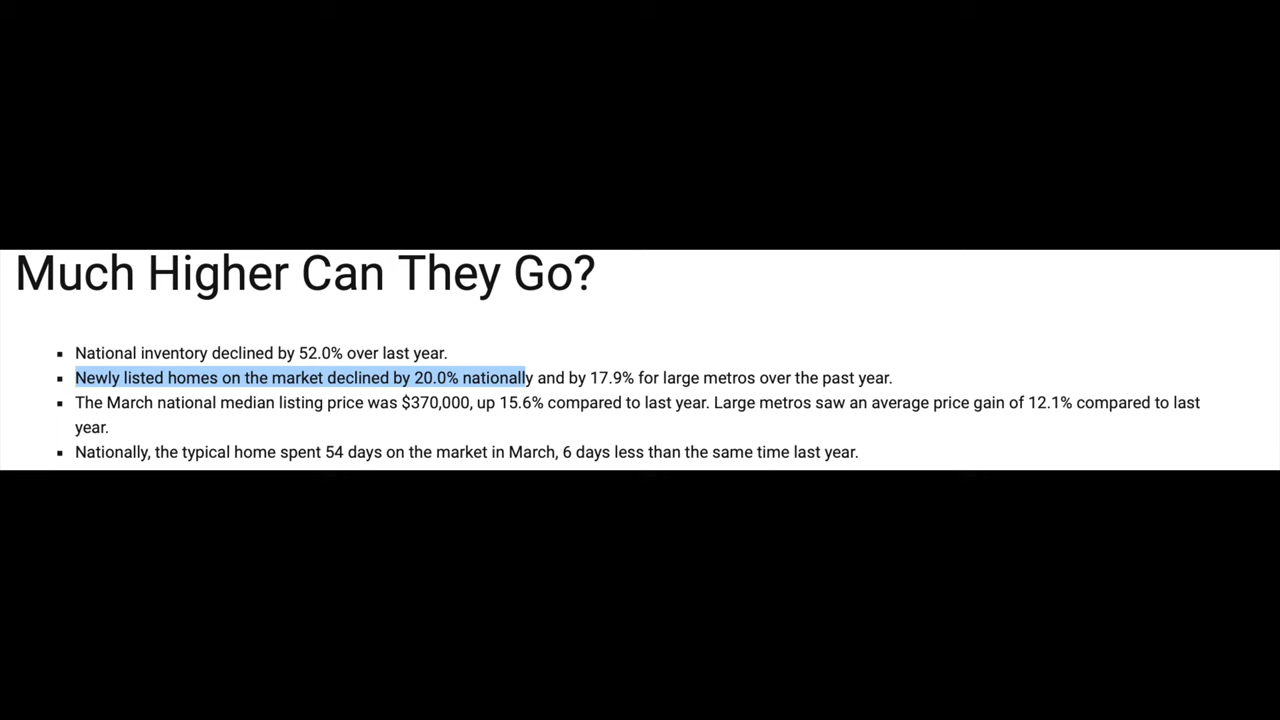 Much Higher Can They Go?
National inventory declined by 52.0% over last year.
Newly listed homes on the market declined by 20.0% nationally and by 17.9% for large metros over the past year.
The March national median listing price was $370,000, up 15.6% compared to last year. Large metros saw an average price gain of 12.1% compared to last
year.
Nationally, the typical home spent 54 days on the market in March, 6 days less than the same time last year.